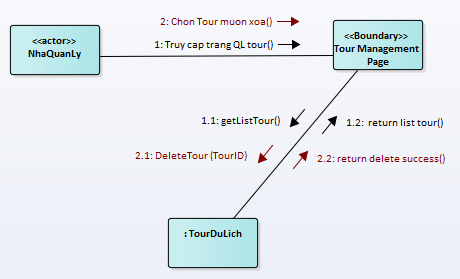 2: Chon Tour muon xoa()
<<actor>>
NhaQuanLy
1: Truy cap trang QL tour()
<<Boundary>>
Tour Management
Page
1.1: getListTour()
1.2: return list tour()
2.1: DeleteTour (TourID)
2.2: return delete success()
:TourDuLich